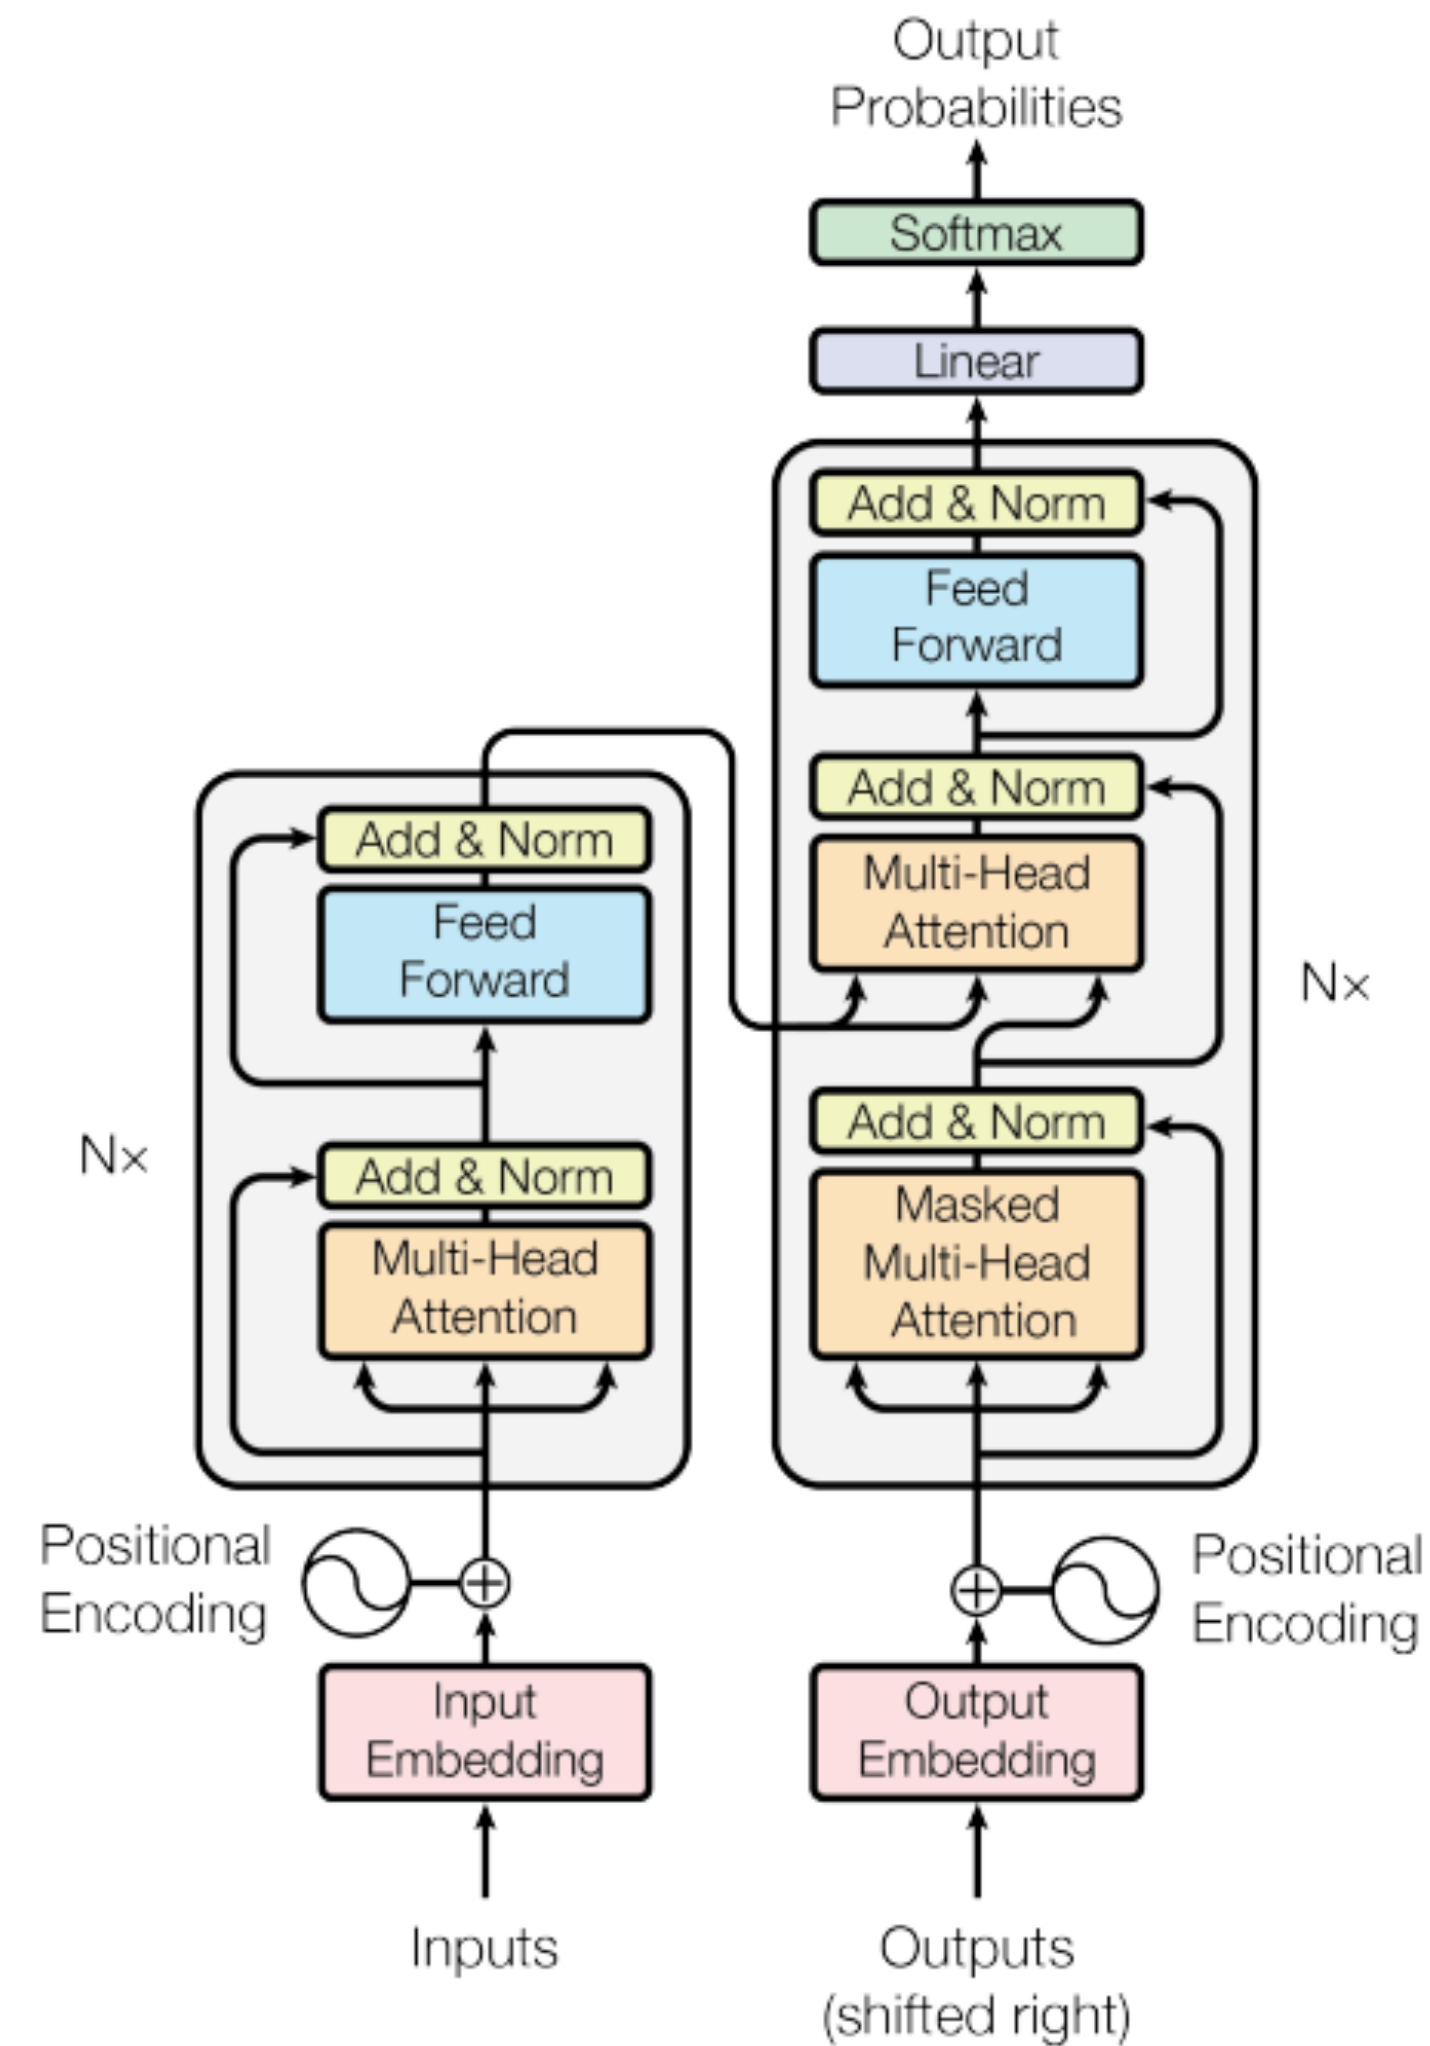 Output
Probabilities
Softmax
Linear
Add & Norm
Feed
Forward
Add & Norm
Multi-Head
Attention
Add & Norm
Masked
Multi-Head
Attention
N×
Add & Norm
Feed
Forward
Add & Norm
Multi-Head
Attention
N×
Positional
Encoding
Positional
Encoding
Input
Embedding
Output
Embedding
Inputs
Outputs
(shifted right)